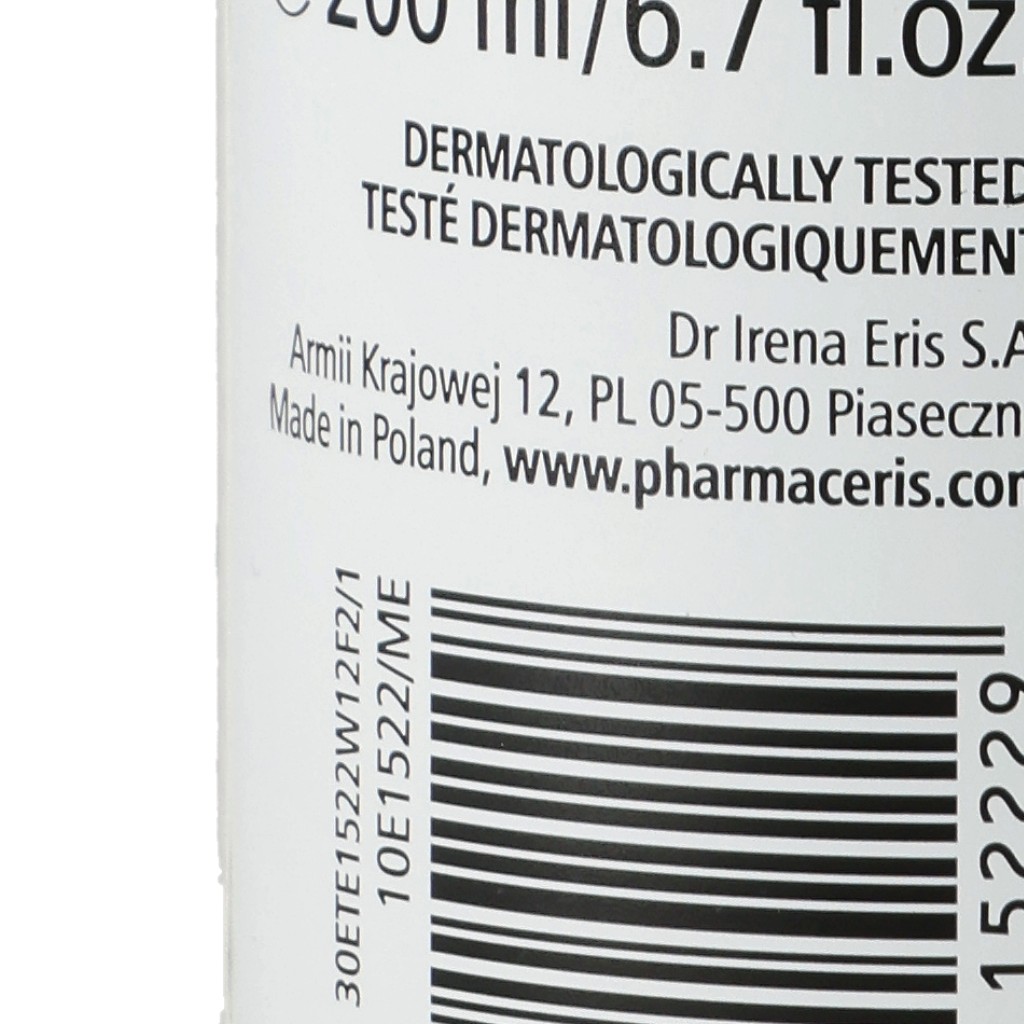 200 ml/6.7 fl.oz.
DERMATOLOGICALLY TESTED
TESTÉ DERMATOLOGIQUEMENT
Dr Irena Eris S.A
Armii Krajowej 12, PL 05-500 Piaseczn
Made in Poland, www.pharmaceris.com
30ETE1522W12F2/1
10E1522/ME
152229